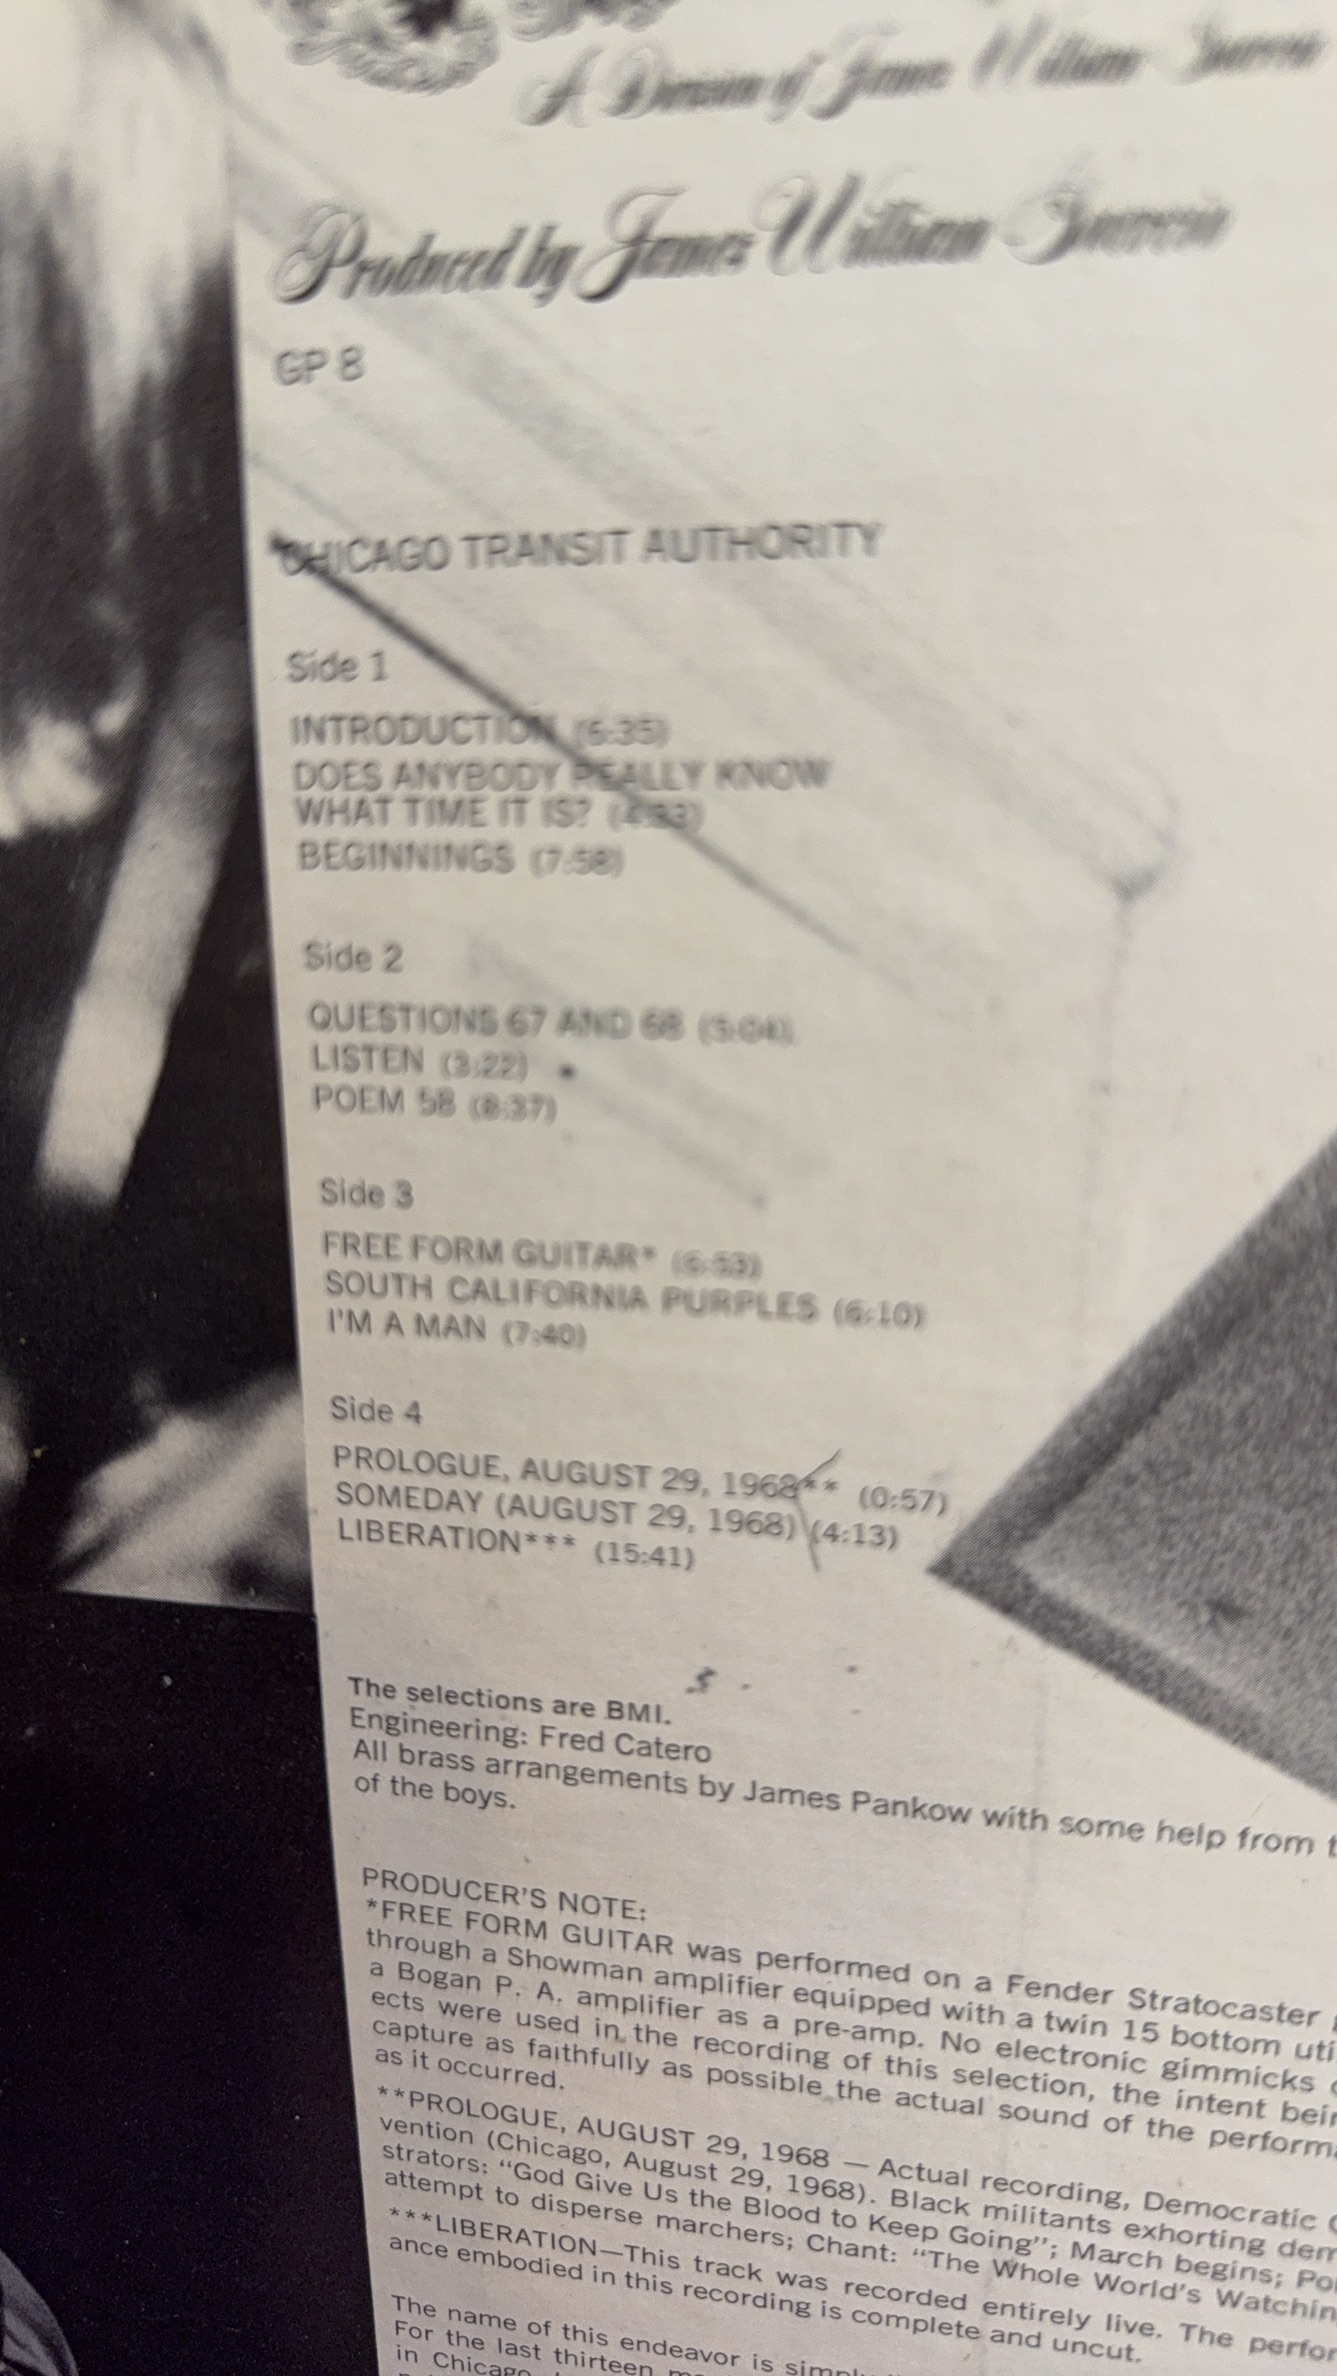 A Division of James William Guercio
Produced by James William Guercio
GP 8
CHICAGO TRANSIT AUTHORITY
Side 1
INTRODUCTION (6:35)
DOES ANYBODY REALLY KNOW
WHAT TIME IT IS? (4:33)
BEGINNINGS (7:58)
Side 2
QUESTIONS 67 AND 68 (5:04)
LISTEN (3:22)
POEM 58 (8:37)
Side 3
FREE FORM GUITAR* (6:53)
SOUTH CALIFORNIA PURPLES (6:10)
I'M A MAN (7:40)
Side 4
PROLOGUE, AUGUST 29, 1968** (0:57)
SOMEDAY (AUGUST 29, 1968) (4:13)
LIBERATION*** (15:41)
The selections are BMI.
Engineering: Fred Catero
All brass arrangements by James Pankow with some help from
of the boys.
PRODUCER'S NOTE:
*FREE FORM GUITAR was performed on a Fender Stratocaster
through a Showman amplifier equipped with a twin 15 bottom uti
a Bogan P. A. amplifier as a pre-amp. No electronic gimmicks
ects were used in the recording of this selection, the intent bein
capture as faithfully as possible the actual sound of the performa
as it occurred.
**PROLOGUE, AUGUST 29, 1968 — Actual recording, Democratic
vention (Chicago, August 29, 1968). Black militants exhorting dem
strators: "God Give Us the Blood to Keep Going"; March begins; Po
attempt to disperse marchers; Chant: "The Whole World's Watchin
***LIBERATION—This track was recorded entirely live. The perfor
ance embodied in this recording is complete and uncut.
The name of this endeavor is
For the last thirteen
in Chicago